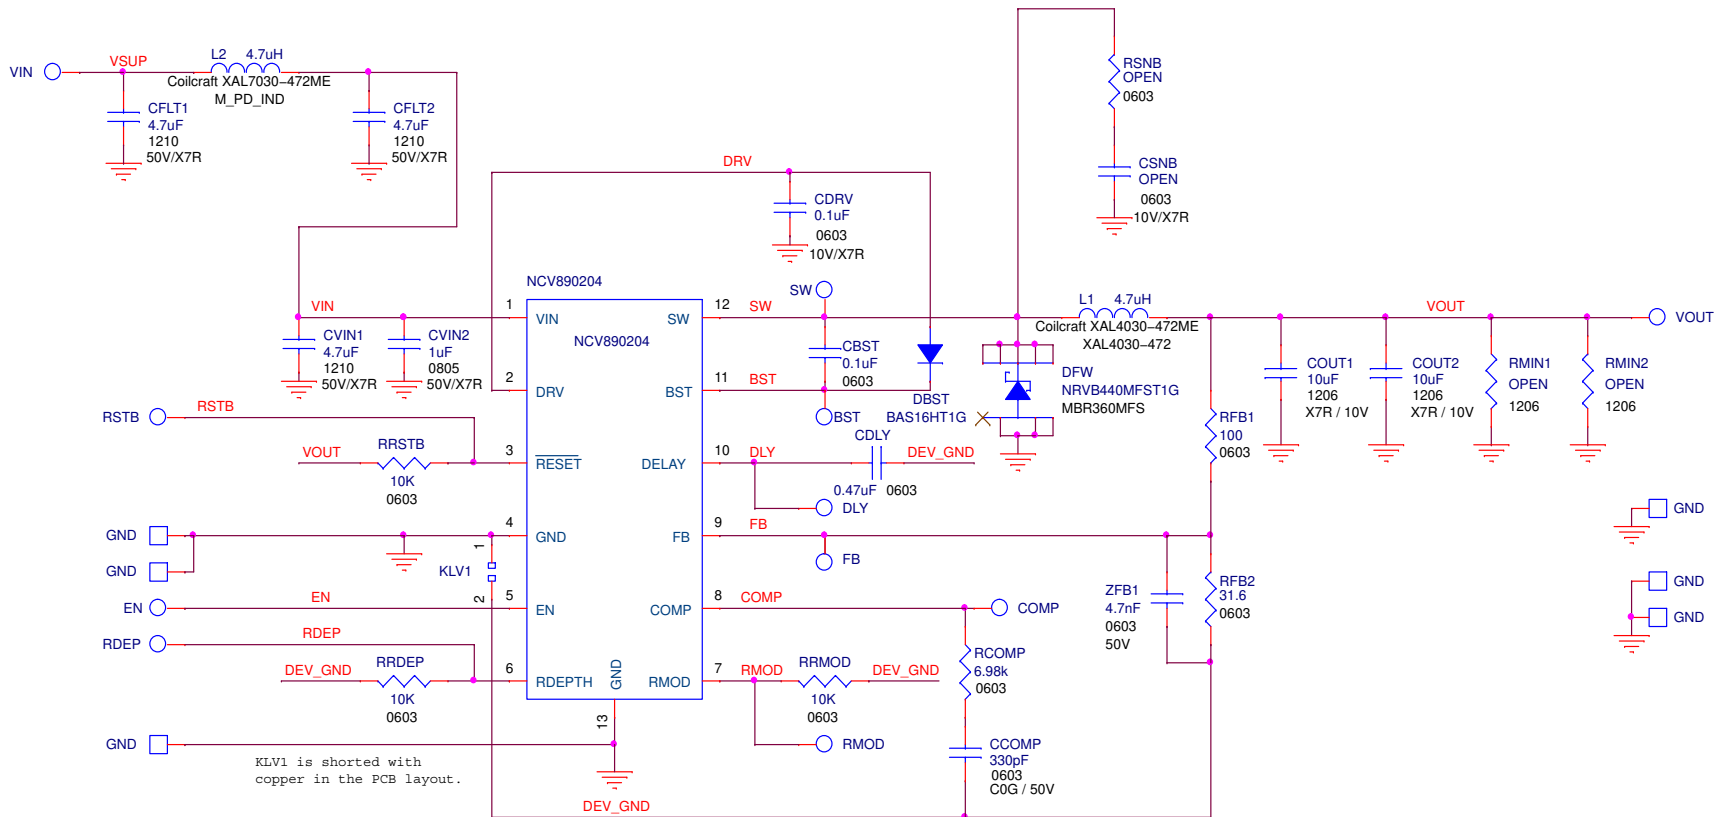 VIN
VSUP
L2 4.7uH
Coilcraft XAL7030-472ME
M_PD_IND
CFLT1
4.7uF
1210
50V/X7R
CFLT2
4.7uF
1210
50V/X7R
RSNB
OPEN
0603
CSNB
OPEN
0603
10V/X7R
DRV
CDRV
0.1uF
0603
10V/X7R
NCV890204
NCV890204
VIN
1
VIN
CVIN1
4.7uF
1210
50V/X7R
CVIN2
1uF
0805
50V/X7R
2
DRV
RSTB
RSTB
VOUT
RRSTB
10K
0603
3
RESET
GND
GND
4
GND
KLV1
1
2
EN
EN
5
EN
RDEP
RDEP
DEV_GND
RRDEP
10K
0603
6
RDEPTH
GND
13
GND
KLV1 is shorted with
copper in the PCB layout.
DEV_GND
SW
12
SW
SW
CBST
0.1uF
0603
BST
11
BST
BST
DBST
BAS16HT1G
DFW
NRVB440MFST1G
MBR360MFS
L1 4.7uH
Coilcraft XAL4030-472ME
XAL4030-472
VOUT
VOUT
COUT1
10uF
1206
X7R / 10V
COUT2
10uF
1206
X7R / 10V
RMIN1
OPEN
1206
RMIN2
OPEN
1206
RFB1
100
0603
DELAY
10
DLY
CDLY
0.47uF 0603
DEV_GND
DLY
FB
9
FB
FB
ZFB1
4.7nF
0603
50V
RFB2
31.6
0603
COMP
8
COMP
COMP
RCOMP
6.98k
0603
CCOMP
330pF
0603
C0G / 50V
RMOD
7
RMOD
RRMOD
10K
0603
DEV_GND
RMOD
GND
GND
GND